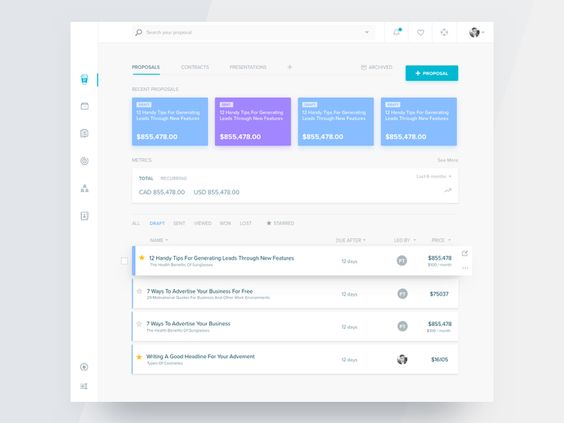 Search your proposal
PROPOSALS
CONTRACTS
PRESENTATIONS
ARCHIVED
+ PROPOSAL
RECENT PROPOSALS
12 Handy Tips For Generating
Leads Through New Features
$855,478.00
SENT
12 Handy Tips For Generating
Leads Through New Features
$855,478.00
12 Handy Tips For Generating
Leads Through New Features
$855,478.00
12 Handy Tips For Generating
Leads Through New Features
$855,478.00
METRICS
See More
TOTAL
RECURRING
Last 6 months
CAD 855,478.00
USD 855,478.00
ALL
DRAFT
SENT
VIEWED
WON
LOST
STARRED
NAME
DUE AFTER
LED BY
PRICE
12 Handy Tips For Generating Leads Through New Features
The Health Benefits Of Sunglasses
12 days
FT
$855,478
$100 / month
7 Ways To Advertise Your Business For Free
29 Motivational Quotes For Business And Other Work Environments
12 days
FT
$75037
7 Ways To Advertise Your Business
The Health Benefits Of Sunglasses
12 days
FT
$855,478
$100 / month
Writing A Good Headline For Your Advement
Types Of Cosmetics
12 days
$16105